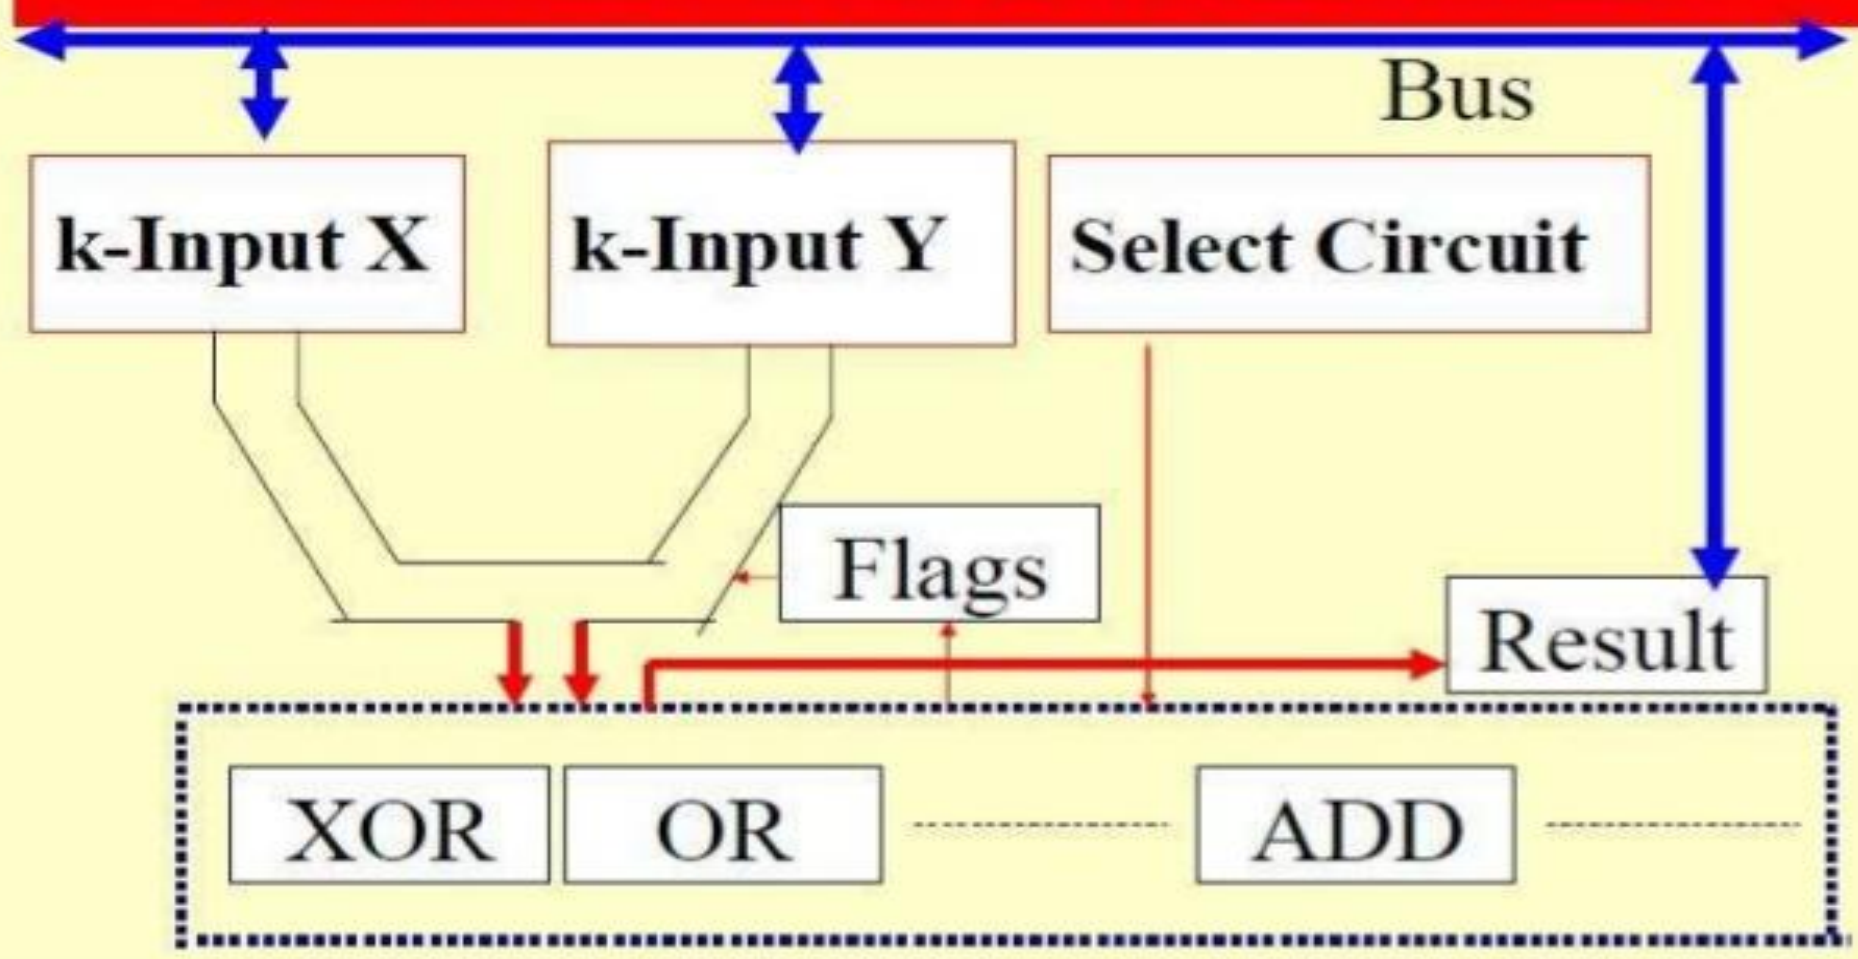 Bus
k-Input X
k-Input Y
Select Circuit
Flags
Result
XOR
OR
ADD